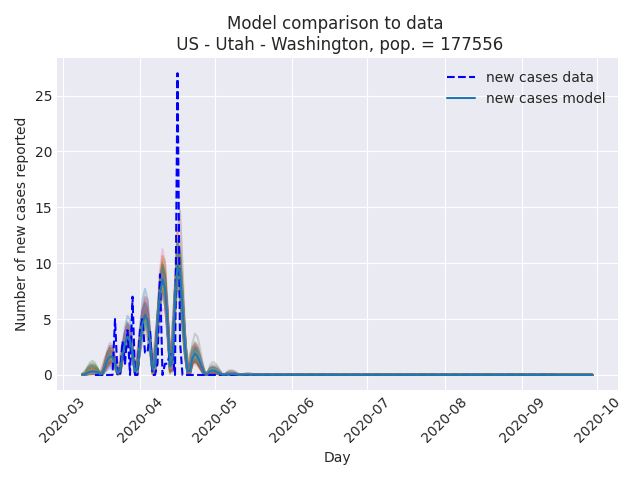 Model comparison to data
US - Utah - Washington, pop. = 177556
new cases data
new cases model
Number of new cases reported
25
20
15
10
5
0
2020-03
2020-04
2020-05
2020-06
2020-07
2020-08
2020-09
2020-10
Day